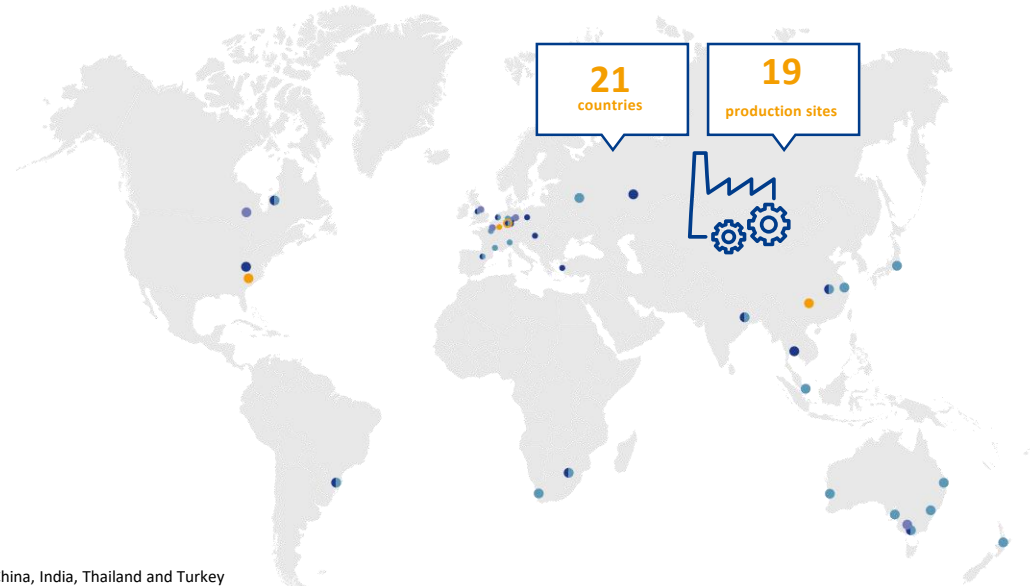 21
countries
19
production sites
hina, India, Thailand and Turkey